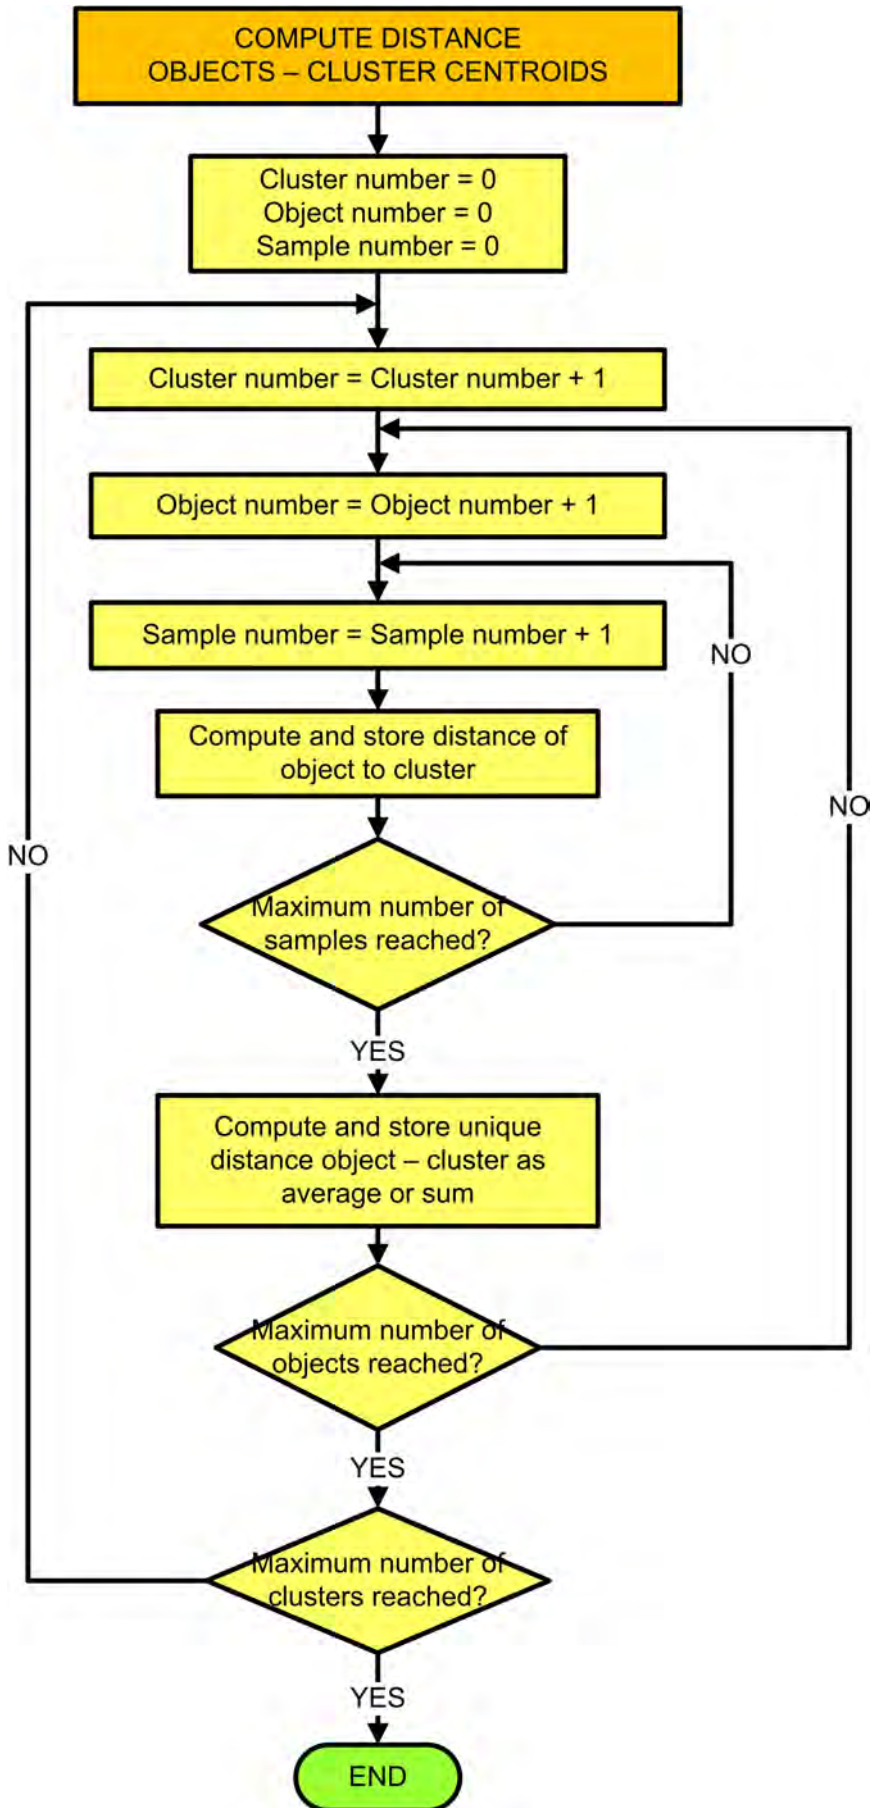 COMPUTE DISTANCE
OBJECTS – CLUSTER CENTROIDS
Cluster number = 0
Object number = 0
Sample number = 0
Cluster number = Cluster number + 1
Object number = Object number + 1
Sample number = Sample number + 1
NO
Compute and store distance of
object to cluster
NO
NO
Maximum number of
samples reached?
YES
Compute and store unique
distance object – cluster as
average or sum
Maximum number of
objects reached?
YES
Maximum number of
clusters reached?
YES
END